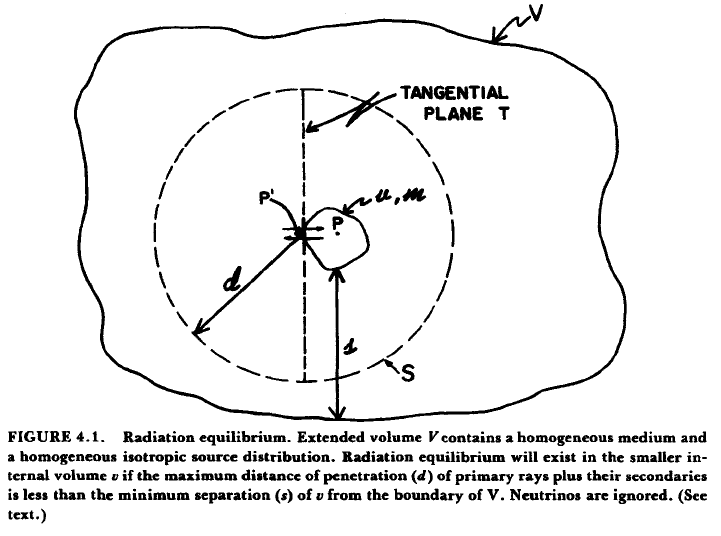 V
TANGENTIAL
PLANE T
P'
v, m
P
d
s
S
FIGURE 4.1. Radiation equilibrium. Extended volume V contains a homogeneous medium and
a homogeneous isotropic source distribution. Radiation equilibrium will exist in the smaller in-
ternal volume v if the maximum distance of penetration (d) of primary rays plus their secondaries
is less than the minimum separation (s) of v from the boundary of V. Neutrinos are ignored. (See
text.)